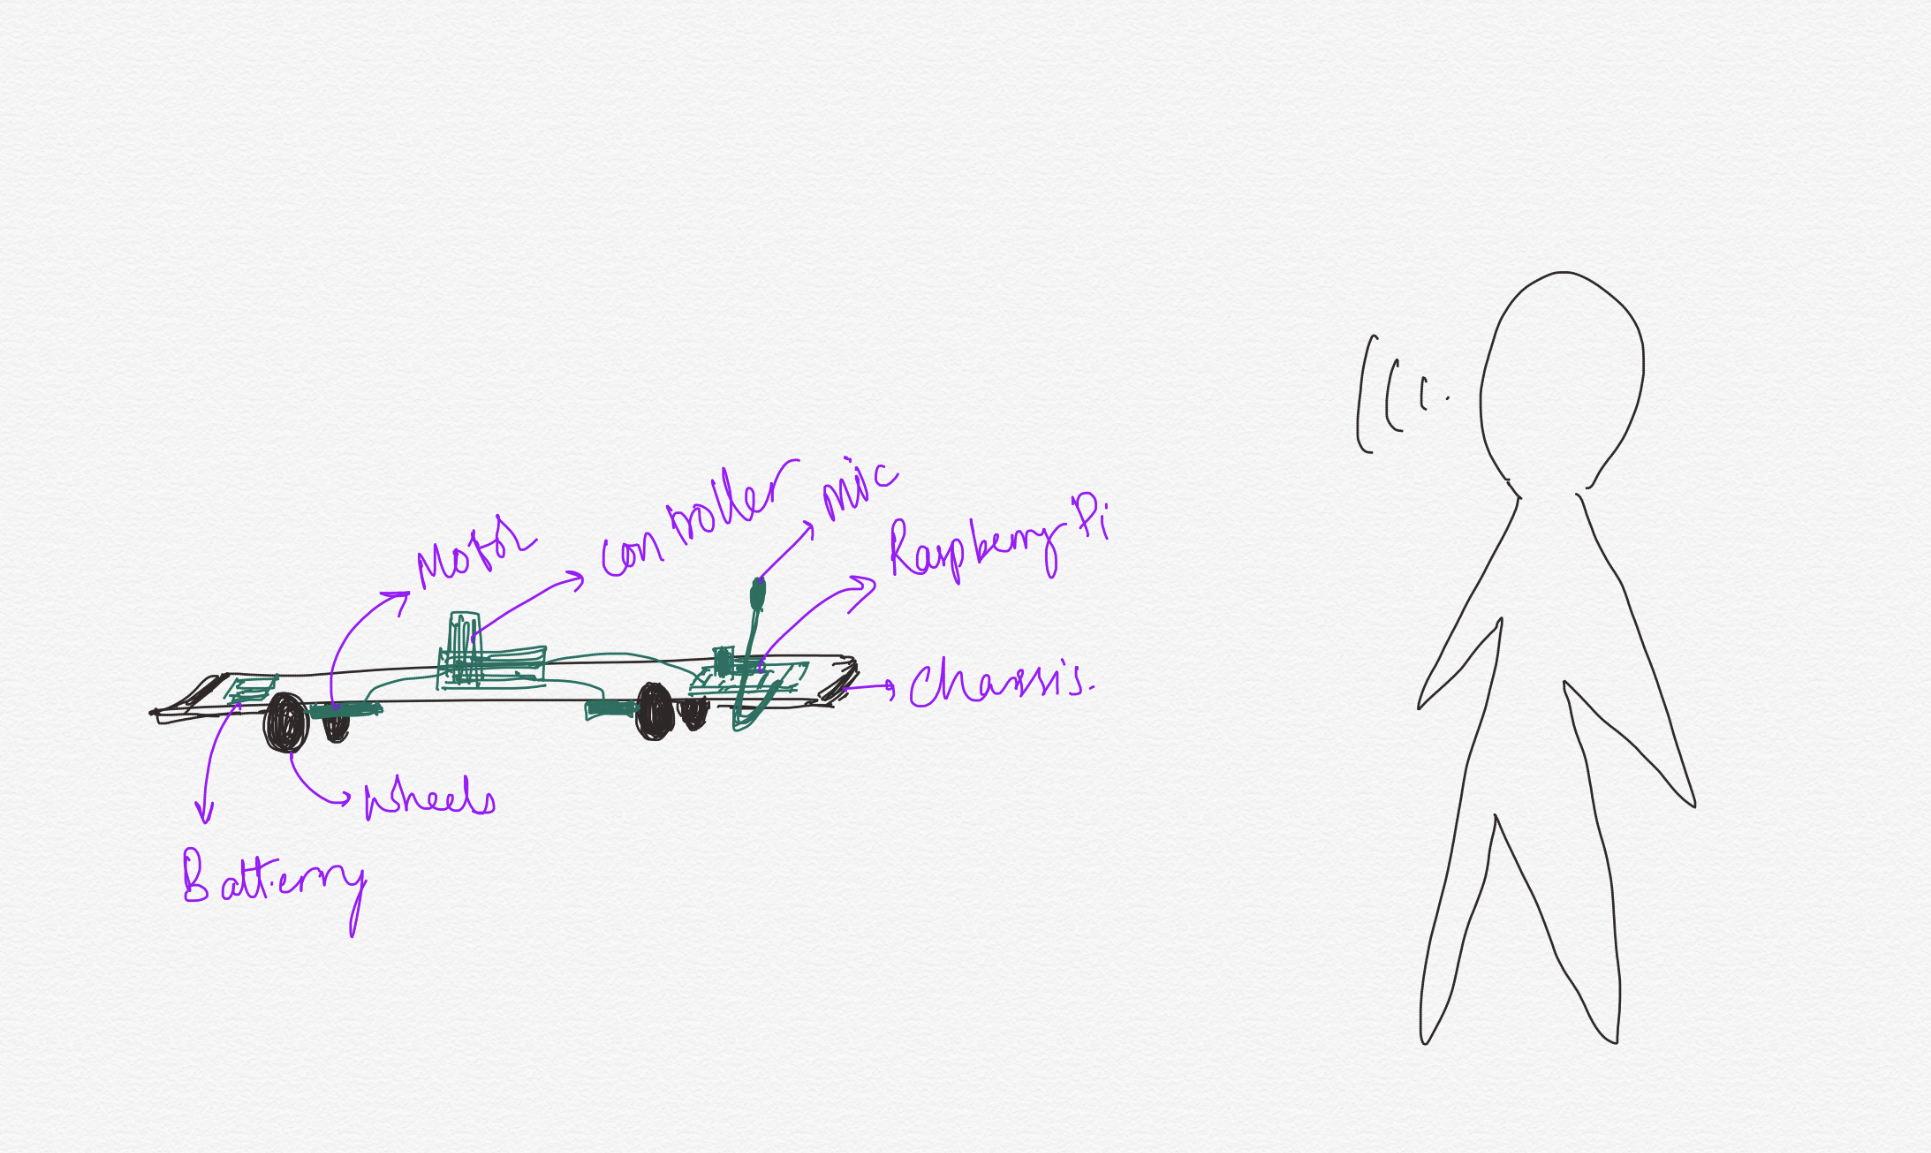 Motor
controller
mic
Raspberry Pi
Chassis.
wheels
Battery